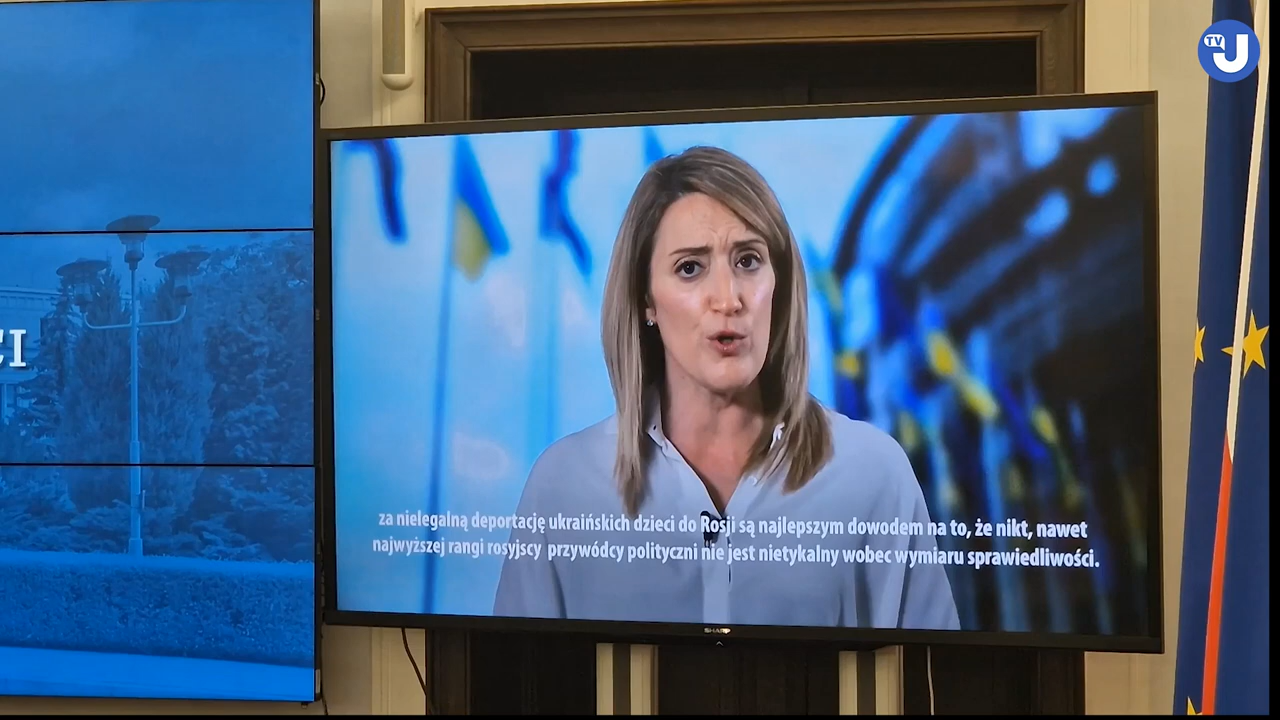 TV
U
CI
za nielegalną deportację ukraińskich dzieci do Rosji są najlepszym dowodem na to, że nikt, nawet
najwyższej rangi rosyjscy przywódcy polityczni nie jest nietykalny wobec wymiaru sprawiedliwości.
SHARP